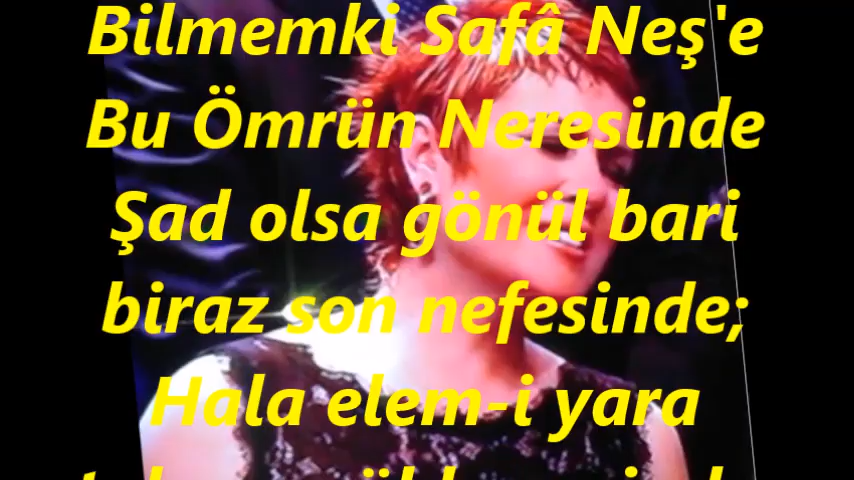 Bilmemki Safâ Neş'e
Bu Ömrün Neresinde
Şad olsa gönül bari
biraz son nefesinde;
Hala elem-i yara